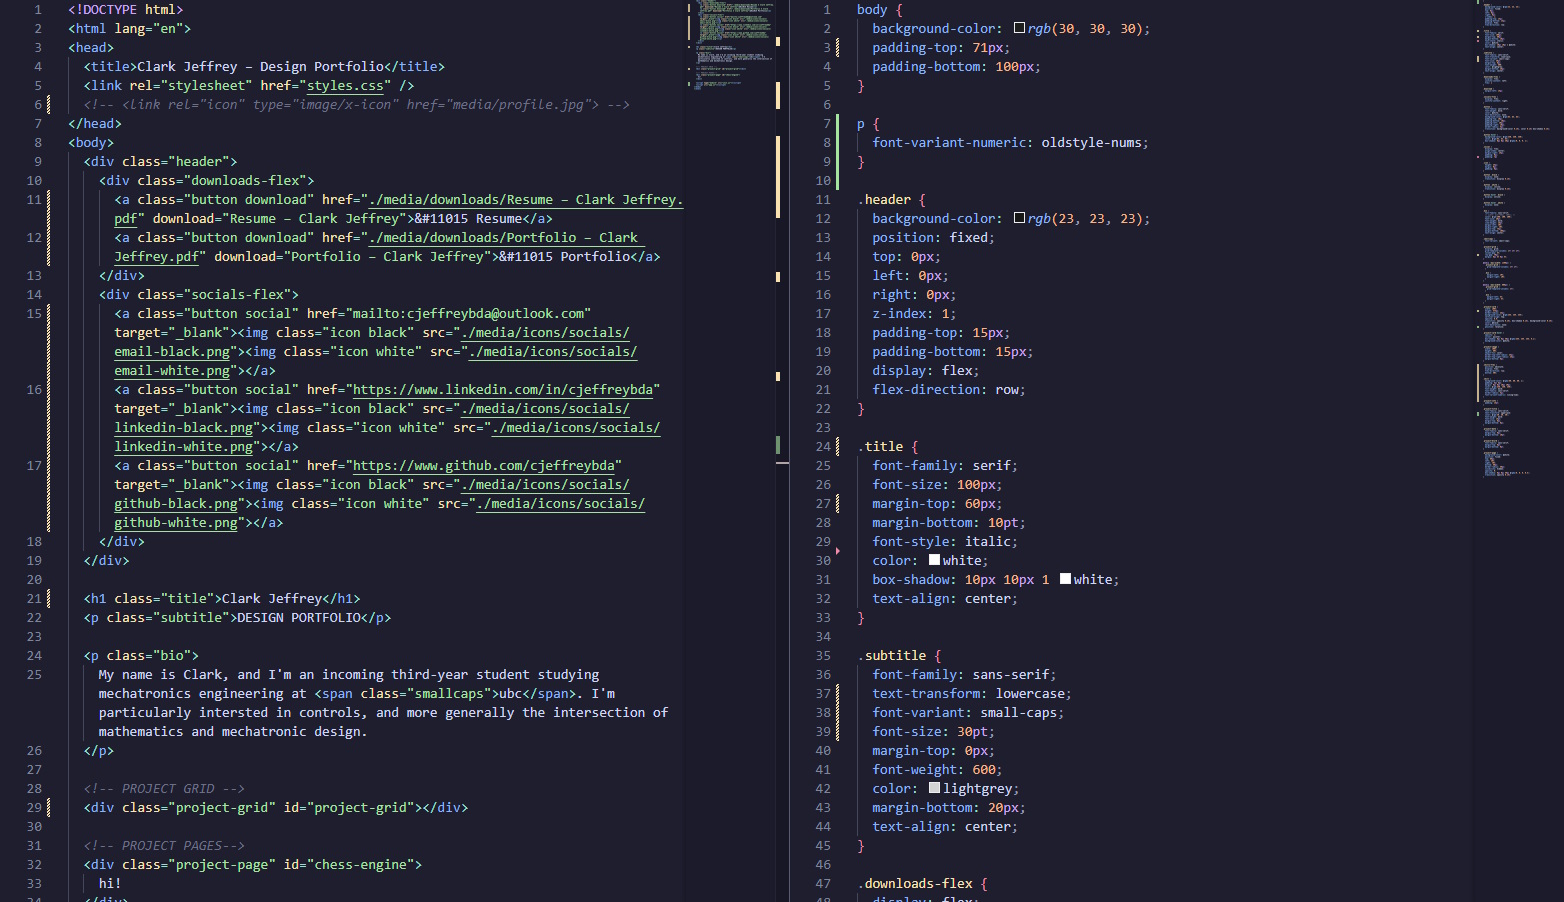 1 <!DOCTYPE html>
2 <html lang="en">
3 <head>
4 <title>Clark Jeffrey – Design Portfolio</title>
5 <link rel="stylesheet" href="styles.css" />
6 <!-- <link rel="icon" type="image/x-icon" href="media/profile.jpg"> -->
7 </head>
8 <body>
9 <div class="header">
10 <div class="downloads-flex">
11 <a class="button download" href="./media/downloads/Resume – Clark Jeffrey.
pdf" download="Resume – Clark Jeffrey">&#11015 Resume</a>
12 <a class="button download" href="./media/downloads/Portfolio – Clark
Jeffrey.pdf" download="Portfolio – Clark Jeffrey">&#11015 Portfolio</a>
13 </div>
14 <div class="socials-flex">
15 <a class="button social" href="mailto:cjeffreybda@outlook.com"
target="_blank"><img class="icon black" src="./media/icons/socials/
email-black.png"><img class="icon white" src="./media/icons/socials/
email-white.png"></a>
16 <a class="button social" href="https://www.linkedin.com/in/cjeffreybda"
target="_blank"><img class="icon black" src="./media/icons/socials/
linkedin-black.png"><img class="icon white" src="./media/icons/socials/
linkedin-white.png"></a>
17 <a class="button social" href="https://www.github.com/cjeffreybda"
target="_blank"><img class="icon black" src="./media/icons/socials/
github-black.png"><img class="icon white" src="./media/icons/socials/
github-white.png"></a>
18 </div>
19 </div>
20
21 <h1 class="title">Clark Jeffrey</h1>
22 <p class="subtitle">DESIGN PORTFOLIO</p>
23
24 <p class="bio">
25 My name is Clark, and I'm an incoming third-year student studying
mechatronics engineering at <span class="smallcaps">ubc</span>. I'm
particularly intersted in controls, and more generally the intersection of
mathematics and mechatronic design.
26 </p>
27
28 <!-- PROJECT GRID -->
29 <div class="project-grid" id="project-grid"></div>
30
31 <!-- PROJECT PAGES-->
32 <div class="project-page" id="chess-engine">
33 hi!
34 </div>
1 body {
2 background-color: rgb(30, 30, 30);
3 padding-top: 71px;
4 padding-bottom: 100px;
5 }
6
7 p {
8 font-variant-numeric: oldstyle-nums;
9 }
10
11 .header {
12 background-color: rgb(23, 23, 23);
13 position: fixed;
14 top: 0px;
15 left: 0px;
16 right: 0px;
17 z-index: 1;
18 padding-top: 15px;
19 padding-bottom: 15px;
20 display: flex;
21 flex-direction: row;
22 }
23
24 .title {
25 font-family: serif;
26 font-size: 100px;
27 margin-top: 60px;
28 margin-bottom: 10pt;
29 font-style: italic;
30 color: white;
31 box-shadow: 10px 10px 1 white;
32 text-align: center;
33 }
34
35 .subtitle {
36 font-family: sans-serif;
37 text-transform: lowercase;
38 font-variant: small-caps;
39 font-size: 30pt;
40 margin-top: 0px;
41 font-weight: 600;
42 color: lightgrey;
43 margin-bottom: 20px;
44 text-align: center;
45 }
46
47 .downloads-flex {
48 display: flex;